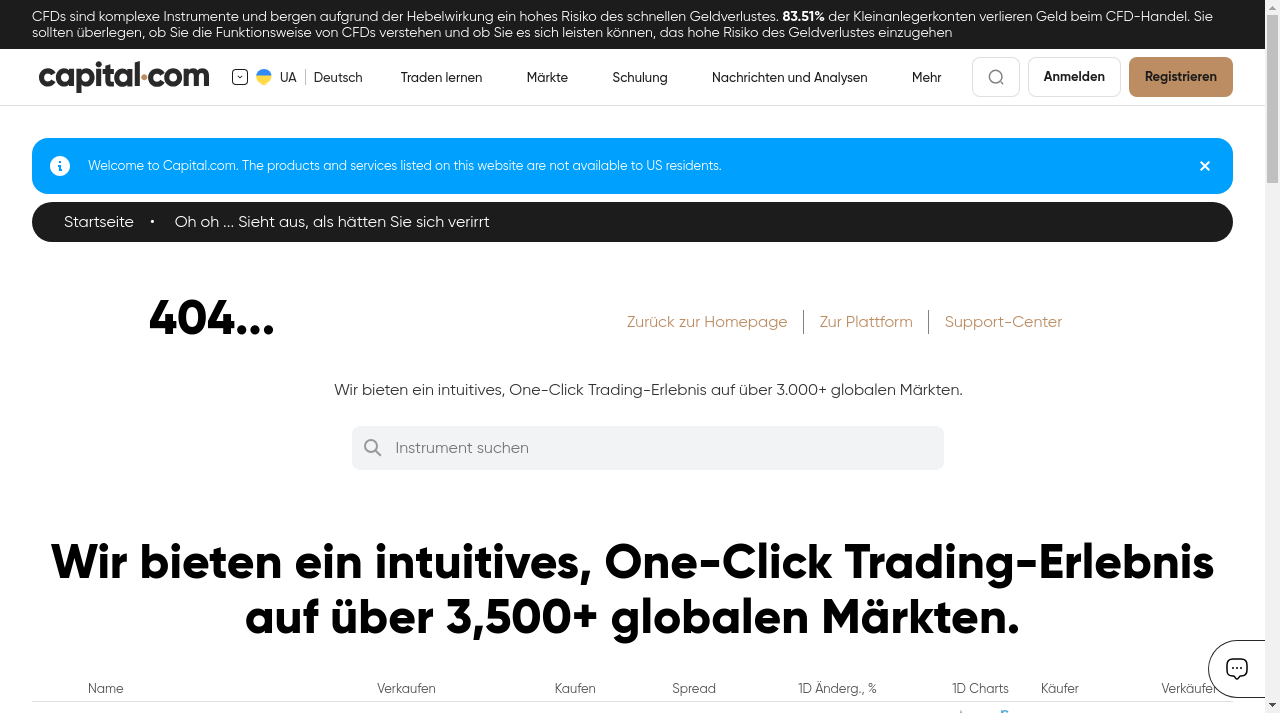 CFDs sind komplexe Instrumente und bergen aufgrund der Hebelwirkung ein hohes Risiko des schnellen Geldverlustes. 83.51% der Kleinanlegerkonten verlieren Geld beim CFD-Handel. Sie
sollten überlegen, ob Sie die Funktionsweise von CFDs verstehen und ob Sie es sich leisten können, das hohe Risiko des Geldverlustes einzugehen
capital.com UA Deutsch Traden lernen Märkte Schulung Nachrichten und Analysen Mehr Anmelden Registrieren
Welcome to Capital.com. The products and services listed on this website are not available to US residents.
Startseite • Oh oh ... Sieht aus, als hätten Sie sich verirrt
404... Zurück zur Homepage Zur Plattform Support-Center
Wir bieten ein intuitives, One-Click Trading-Erlebnis auf über 3.000+ globalen Märkten.
Instrument suchen
Wir bieten ein intuitives, One-Click Trading-Erlebnis
auf über 3,500+ globalen Märkten.
Name Verkaufen Kaufen Spread 1D Änderg., % 1D Charts Käufer Verkäufer